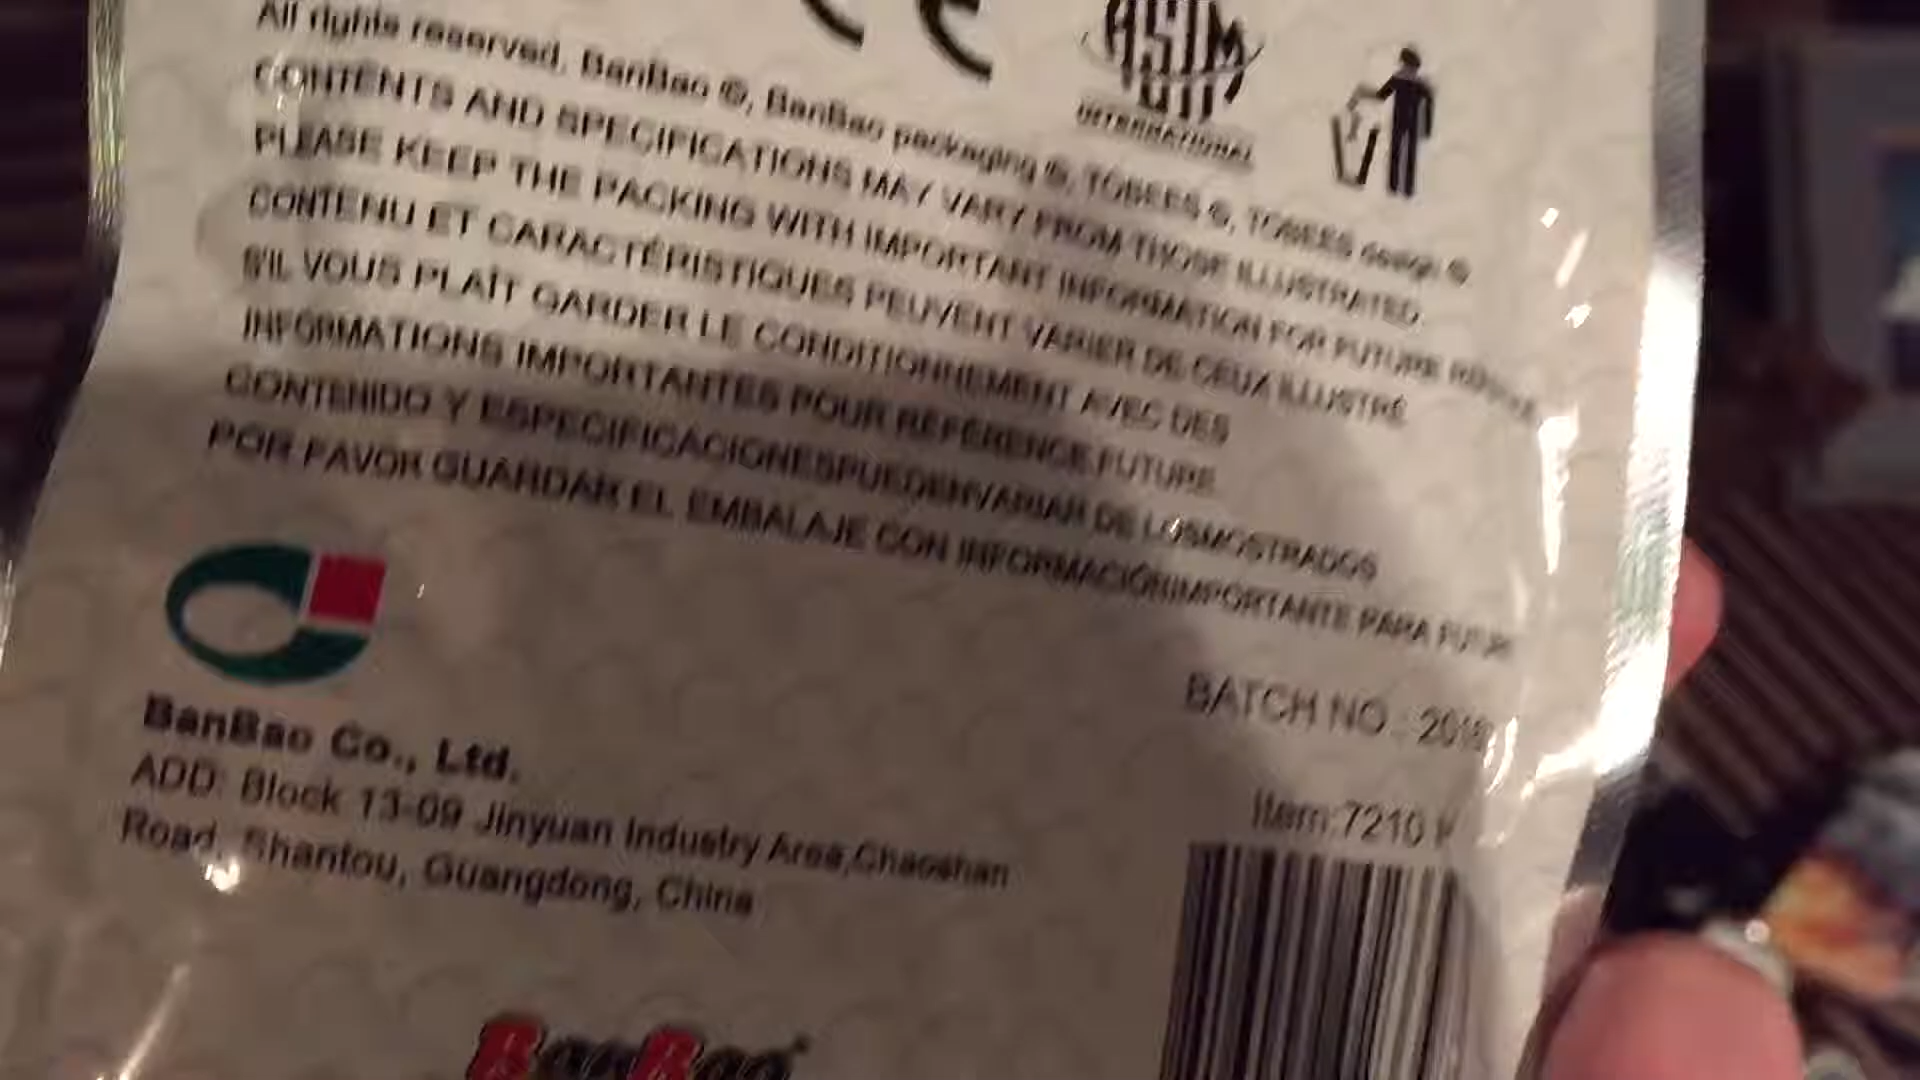 CE
ASTM
INTERNATIONAL
All rights reserved, BanBao ©, BanBao packaging ©, TOBEES ©, TOBEES design ©
CONTENTS AND SPECIFICATIONS MAY VARY FROM THOSE ILLUSTRATED.
PLEASE KEEP THE PACKING WITH IMPORTANT INFORMATION FOR FUTURE
CONTENU ET CARACTÉRISTIQUES PEUVENT VARIER DE CEUX ILLUSTRÉ
S'IL VOUS PLAÎT GARDER LE CONDITIONNEMENT AVEC DES
INFORMATIONS IMPORTANTES POUR RÉFÉRENCE FUTURE.
CONTENIDO Y ESPECIFICACIONESPUEDENVARIAR DE LOSMOSTRADOS
POR FAVOR GUARDAR EL EMBALAJE CON INFORMACIÓNIMPORTANTE PARA
BanBao Co., Ltd.
ADD: Block 13-09 Jinyuan Industry Area,Chaoshan
Road, Shantou, Guangdong, China
BATCH NO.:
Item:7210
BanBao